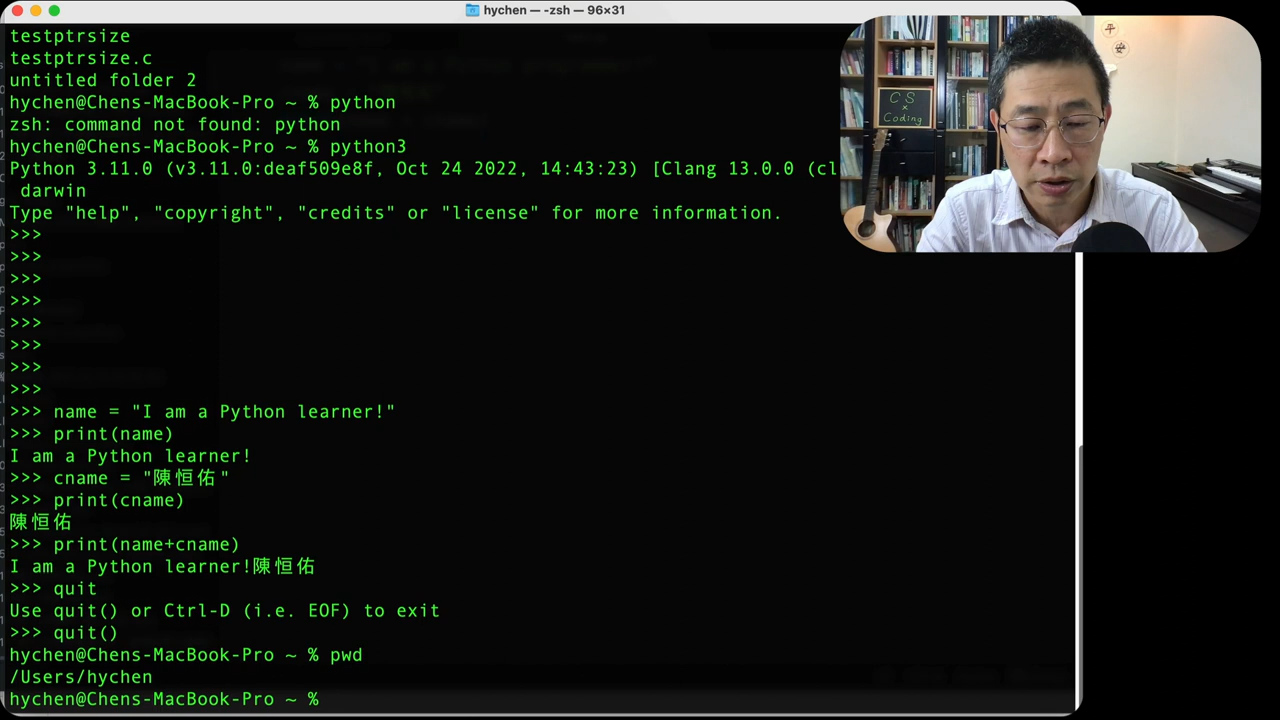 hychen — -zsh — 96×31
testptrsize
testptrsize.c
untitled folder 2
hychen@Chens-MacBook-Pro ~ % python
zsh: command not found: python
hychen@Chens-MacBook-Pro ~ % python3
Python 3.11.0 (v3.11.0:deaf509e8f, Oct 24 2022, 14:43:23) [Clang 13.0.0 (cl
darwin
Type "help", "copyright", "credits" or "license" for more information.
>>>
>>>
>>>
>>>
>>>
>>>
>>>
>>>
>>> name = "I am a Python learner!"
>>> print(name)
I am a Python learner!
>>> cname = "陳恒佑"
>>> print(cname)
陳恒佑
>>> print(name+cname)
I am a Python learner!陳恒佑
>>> quit
Use quit() or Ctrl-D (i.e. EOF) to exit
>>> quit()
hychen@Chens-MacBook-Pro ~ % pwd
/Users/hychen
hychen@Chens-MacBook-Pro ~ %
CS
×
Coding
平
安